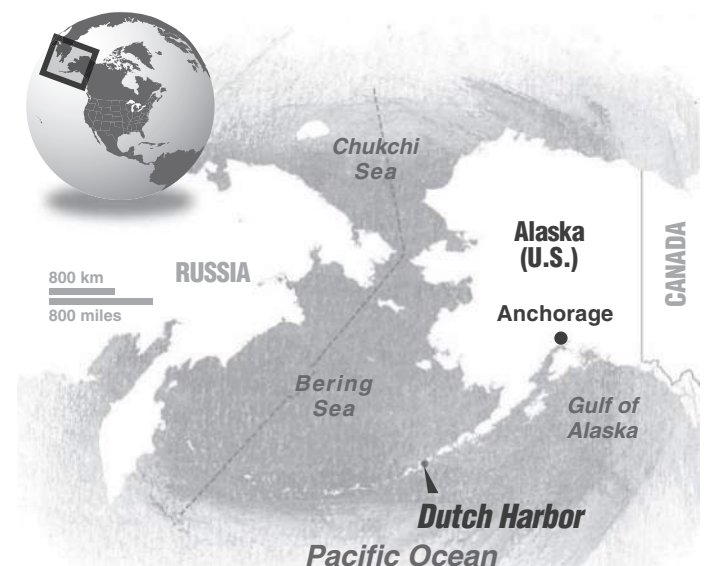 Chukchi
Sea
Alaska
(U.S.)
CANADA
RUSSIA
800 km
800 miles
Anchorage
Bering
Sea
Gulf of
Alaska
Dutch Harbor
Pacific Ocean